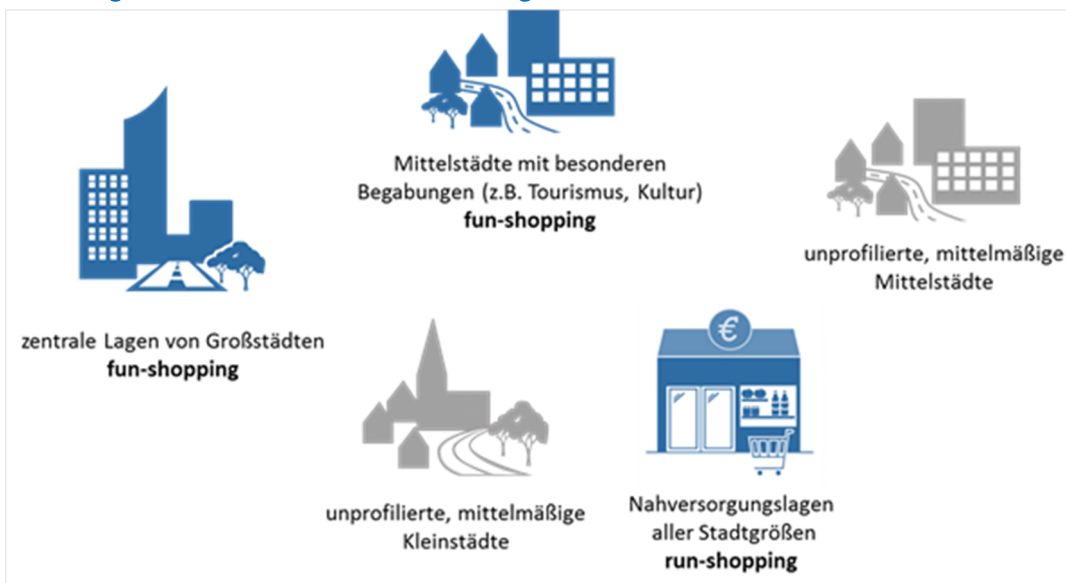 Mittelstädte mit besonderen
Begabungen (z.B. Tourismus, Kultur)
fun-shopping
unprofilierte, mittelmäßige
Mittelstädte
zentrale Lagen von Großstädten
fun-shopping
€
unprofilierte, mittelmäßige
Kleinstädte
Nahversorgungslagen
aller Stadtgrößen
run-shopping